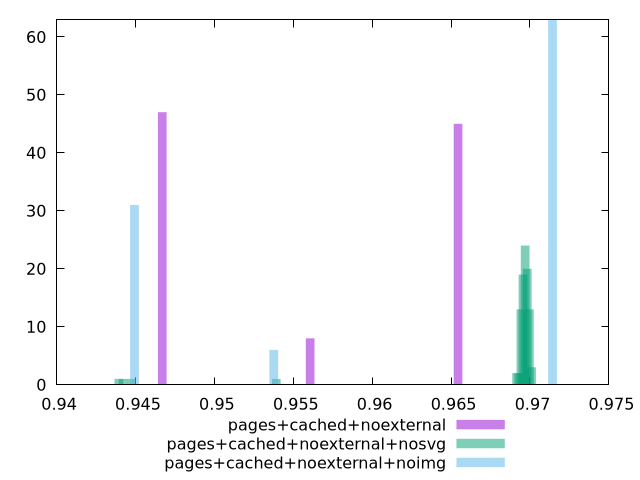 60
50
40
30
20
10
0
0.94 0.945 0.95 0.955 0.96 0.965 0.97 0.975
pages+cached+noexternal
pages+cached+noexternal+nosvg
pages+cached+noexternal+noimg